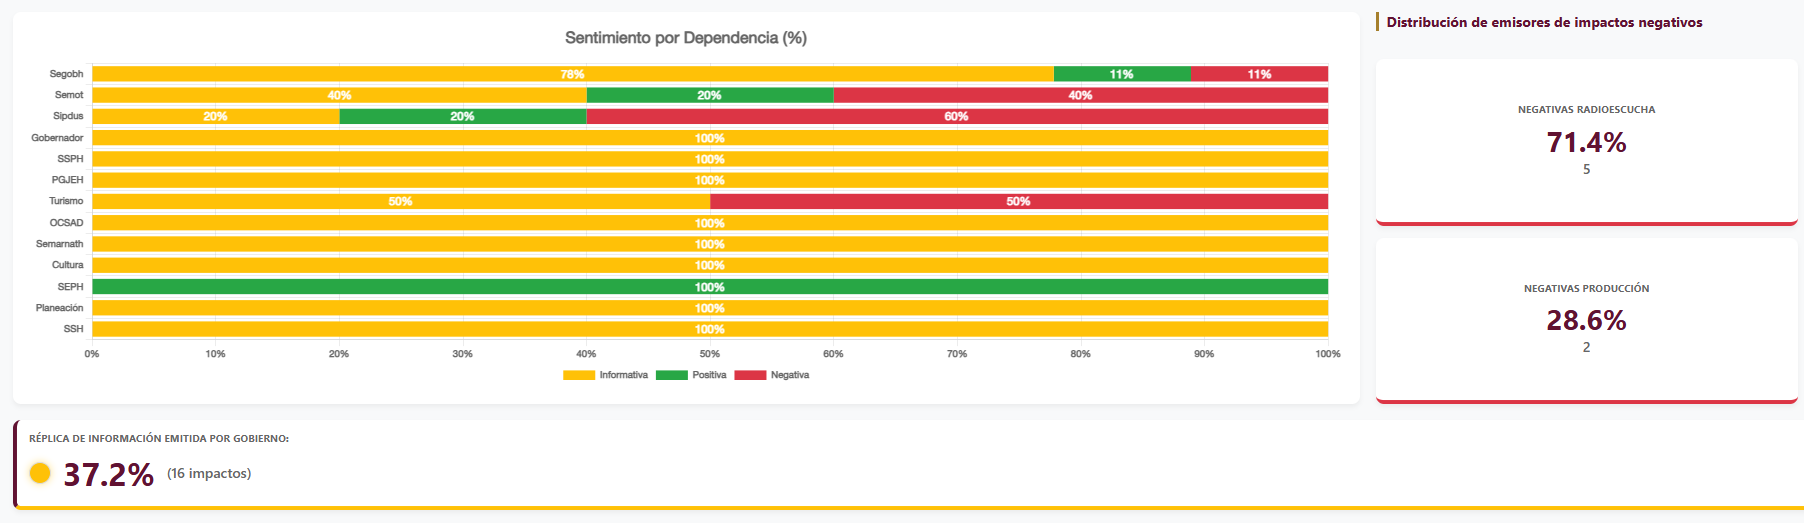 Sentimiento por Dependencia (%)
Segobh 78% 11% 11%
Semot 40% 20% 40%
Sipdus 20% 20% 60%
Gobernador 100%
SSPH 100%
PGJEH 100%
Turismo 50% 50%
OCSAD 100%
Semarnath 100%
Cultura 100%
SEPH 100%
Planeación 100%
SSH 100%
0% 10% 20% 30% 40% 50% 60% 70% 80% 90% 100%
Informativa Positiva Negativa
Distribución de emisores de impactos negativos
NEGATIVAS RADIOESCUCHA
71.4%
5
NEGATIVAS PRODUCCIÓN
28.6%
2
RÉPLICA DE INFORMACIÓN EMITIDA POR GOBIERNO:
37.2% (16 impactos)